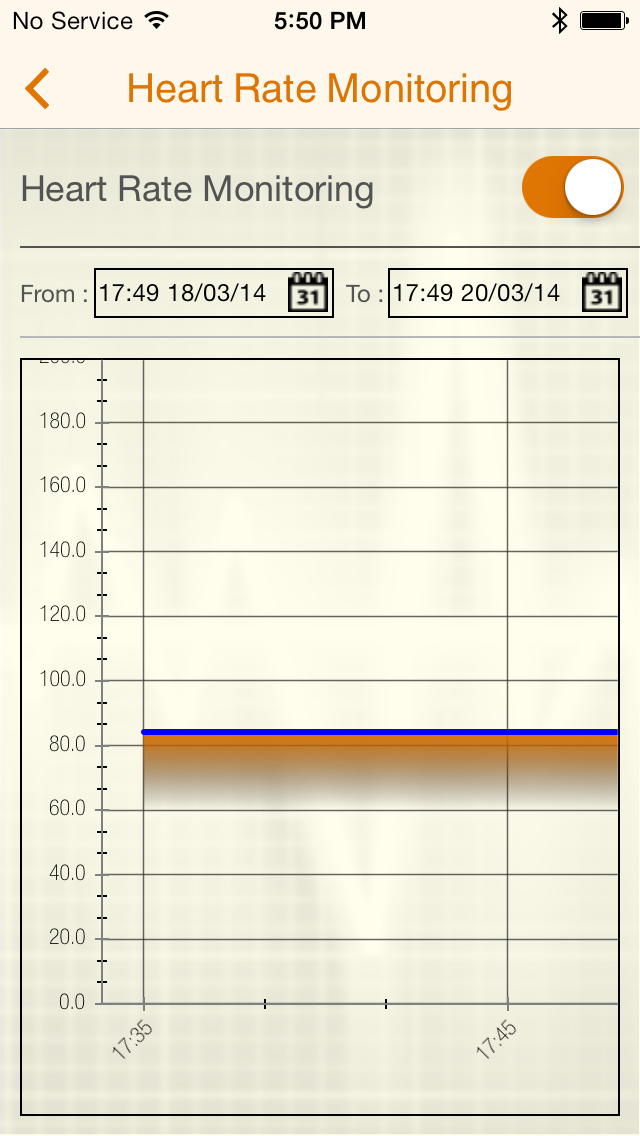 No Service 5:50 PM
Heart Rate Monitoring
Heart Rate Monitoring
From : 17:49 18/03/14 31 To : 17:49 20/03/14 31
180.0
160.0
140.0
120.0
100.0
80.0
60.0
40.0
20.0
0.0
17:35 17:45